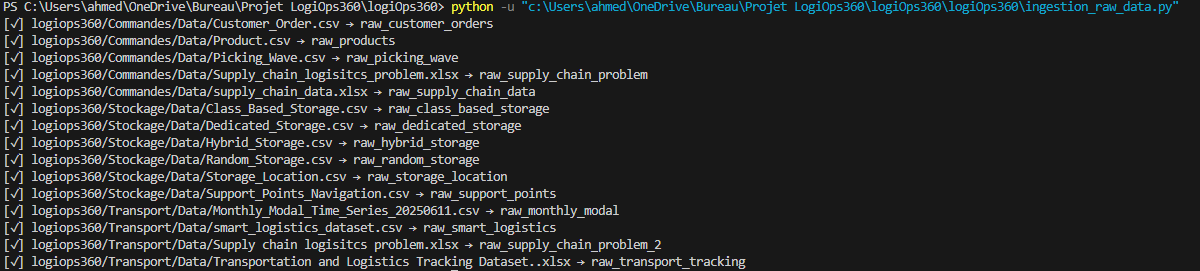 PS C:\Users\ahmed\OneDrive\Bureau\Projet LogiOps360\logiOps360> python -u "c:\Users\ahmed\OneDrive\Bureau\Projet LogiOps360\logiOps360\logiOps360\ingestion_raw_data.py"
[✓] logiops360/Commandes/Data/Customer_Order.csv → raw_customer_orders
[✓] logiops360/Commandes/Data/Product.csv → raw_products
[✓] logiops360/Commandes/Data/Picking_Wave.csv → raw_picking_wave
[✓] logiops360/Commandes/Data/Supply_chain_logisitcs_problem.xlsx → raw_supply_chain_problem
[✓] logiops360/Commandes/Data/supply_chain_data.xlsx → raw_supply_chain_data
[✓] logiops360/Stockage/Data/Class_Based_Storage.csv → raw_class_based_storage
[✓] logiops360/Stockage/Data/Dedicated_Storage.csv → raw_dedicated_storage
[✓] logiops360/Stockage/Data/Hybrid_Storage.csv → raw_hybrid_storage
[✓] logiops360/Stockage/Data/Random_Storage.csv → raw_random_storage
[✓] logiops360/Stockage/Data/Storage_Location.csv → raw_storage_location
[✓] logiops360/Stockage/Data/Support_Points_Navigation.csv → raw_support_points
[✓] logiops360/Transport/Data/Monthly_Modal_Time_Series_20250611.csv → raw_monthly_modal
[✓] logiops360/Transport/Data/smart_logistics_dataset.csv → raw_smart_logistics
[✓] logiops360/Transport/Data/Supply chain logisitcs problem.xlsx → raw_supply_chain_problem_2
[✓] logiops360/Transport/Data/Transportation and Logistics Tracking Dataset..xlsx → raw_transport_tracking